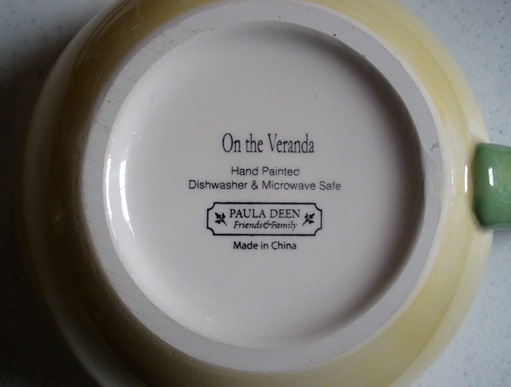 On the Veranda
Hand Painted
Dishwasher & Microwave Safe
PAULA DEEN
Friends&Family
Made in China